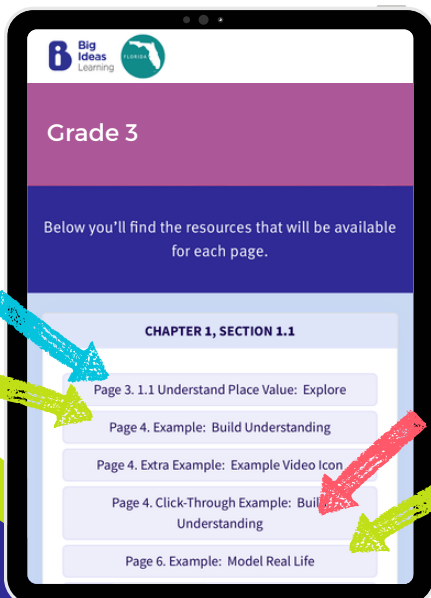 Big
Ideas
Learning
FLORIDA
Grade 3
Below you'll find the resources that will be available
for each page.
CHAPTER 1, SECTION 1.1
Page 3. 1.1 Understand Place Value: Explore
Page 4. Example: Build Understanding
Page 4. Extra Example: Example Video Icon
Page 4. Click-Through Example: Build
Understanding
Page 6. Example: Model Real Life